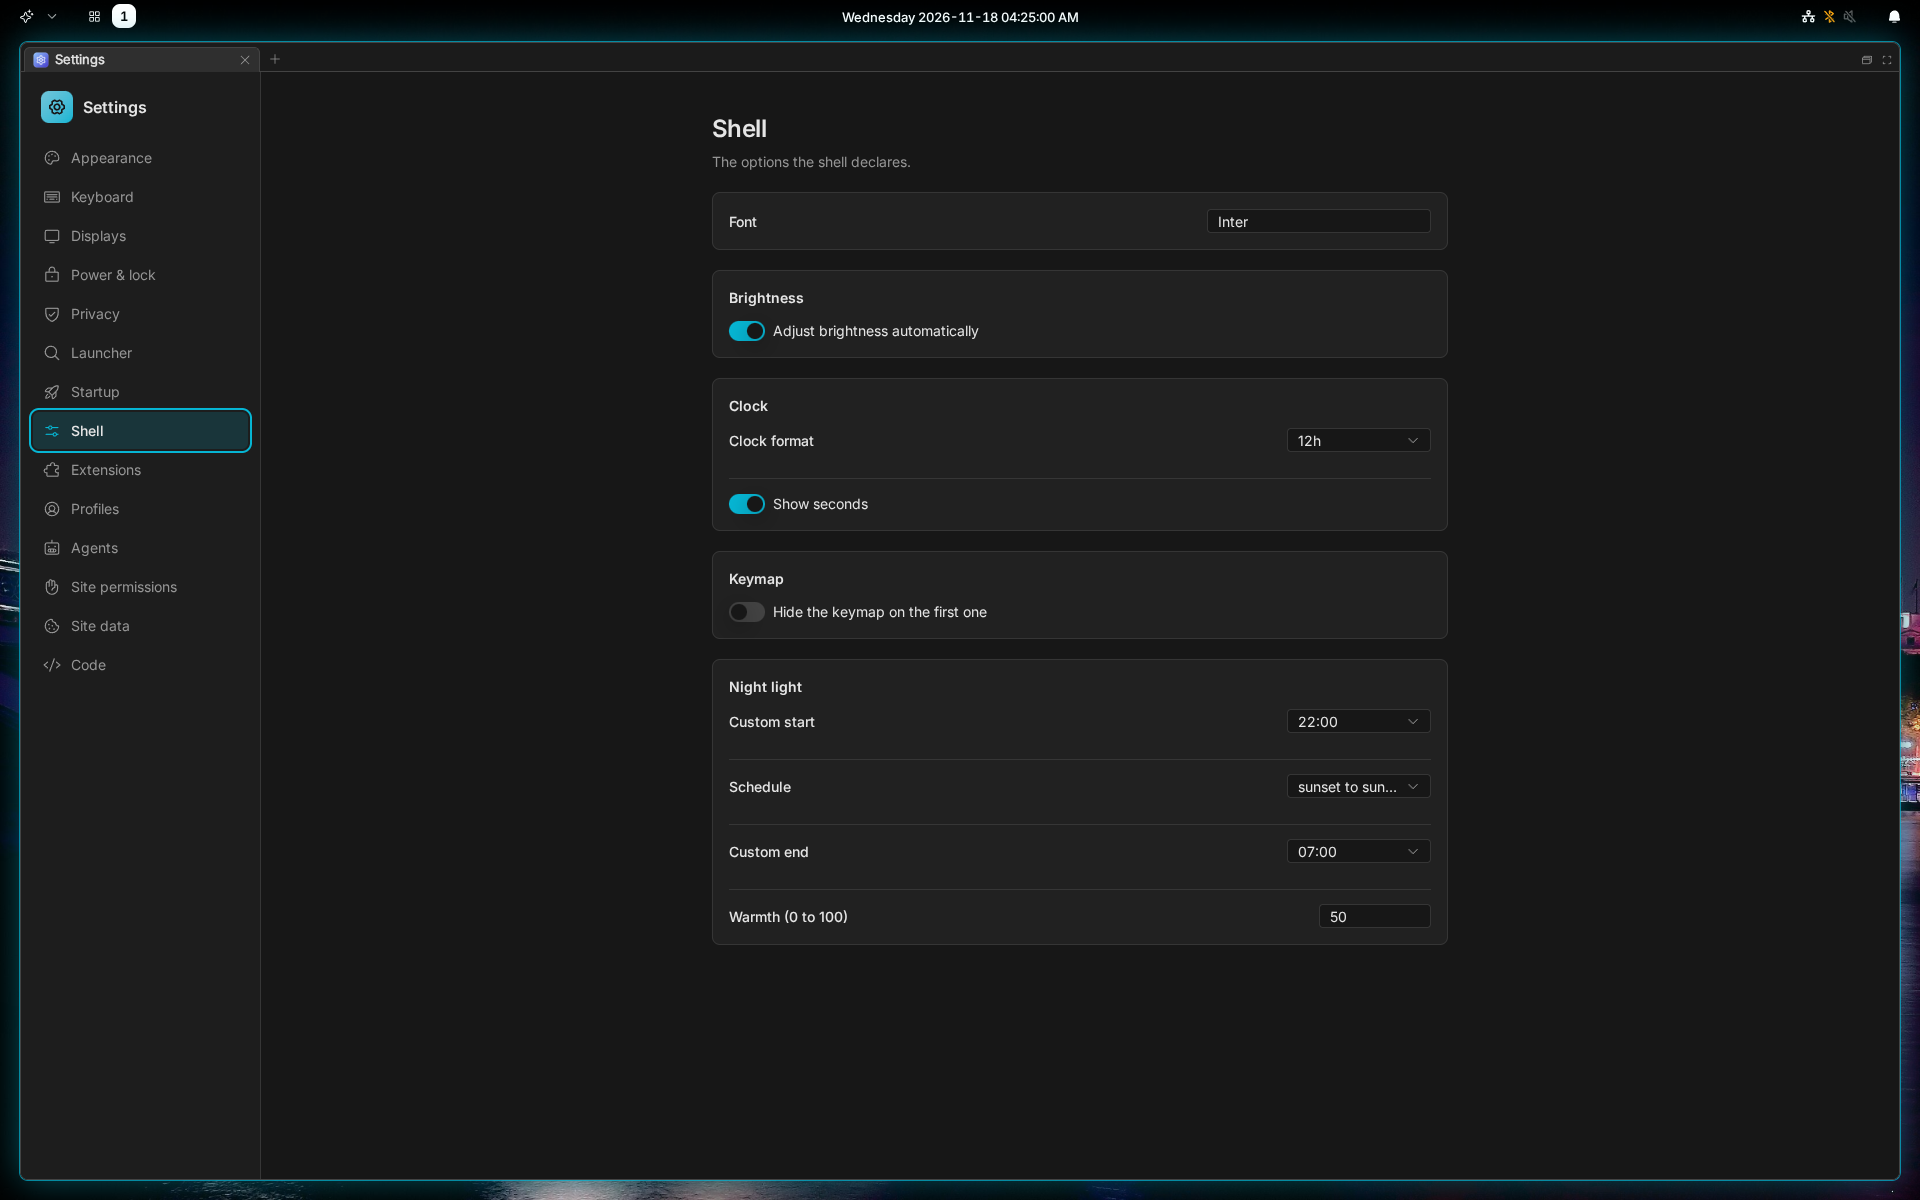 1
Wednesday 2026-11-18 04:25:00 AM
Settings
Settings
Appearance
Keyboard
Displays
Power & lock
Privacy
Launcher
Startup
Shell
Extensions
Profiles
Agents
Site permissions
Site data
Code
Shell
The options the shell declares.
Font
Inter
Brightness
Adjust brightness automatically
Clock
Clock format
12h
Show seconds
Keymap
Hide the keymap on the first one
Night light
Custom start
22:00
Schedule
sunset to sun...
Custom end
07:00
Warmth (0 to 100)
50